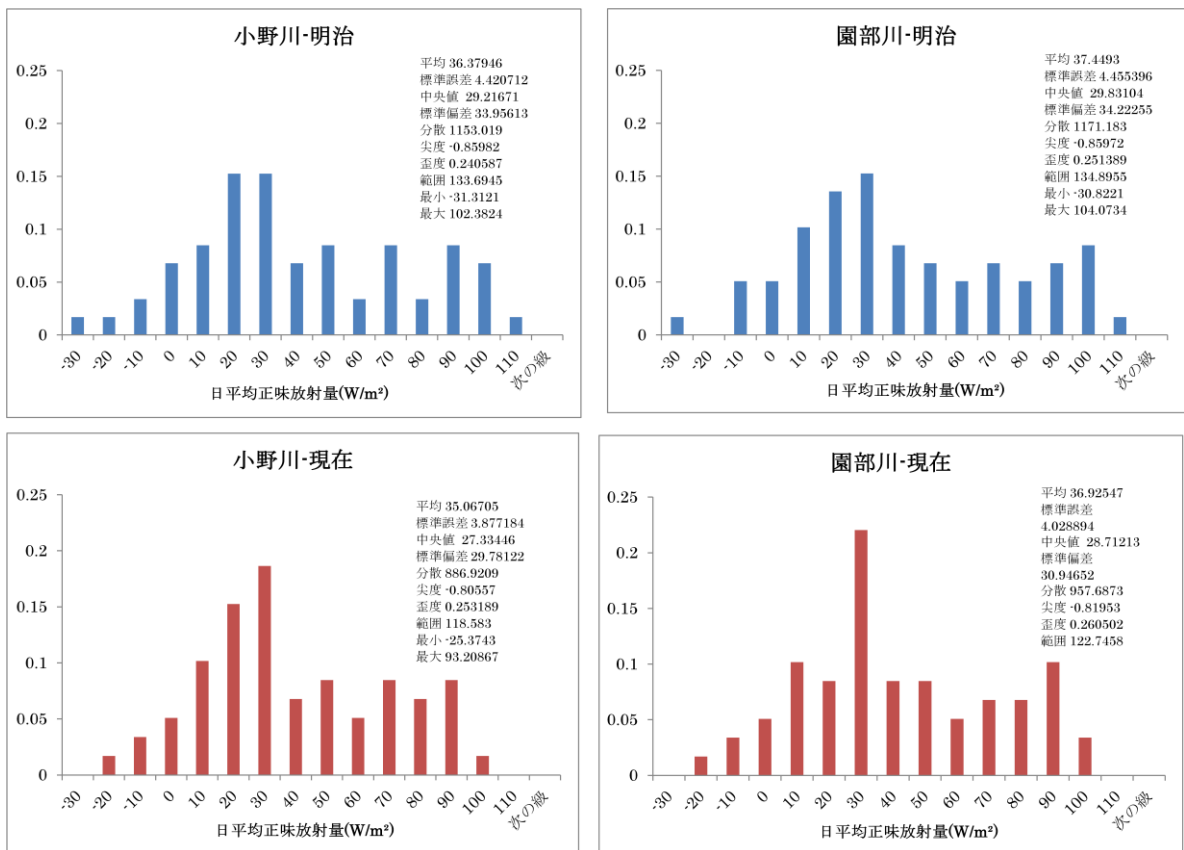 小野川-明治
平均 36.37946
標準誤差 4.420712
中央値 29.21671
標準偏差 33.95613
分散 1153.019
尖度 -0.85982
歪度 0.240587
範囲 133.6945
最小 -31.3121
最大 102.3824
0.25
0.2
0.15
0.1
0.05
0
-30 -20 -10 0 10 20 30 40 50 60 70 80 90 100 110 次の級
日平均正味放射量(W/m²)
園部川-明治
平均 37.4493
標準誤差 4.455396
中央値 29.83104
標準偏差 34.22255
分散 1171.183
尖度 -0.85972
歪度 0.251389
範囲 134.8955
最小 -30.8221
最大 104.0734
0.25
0.2
0.15
0.1
0.05
0
-30 -20 -10 0 10 20 30 40 50 60 70 80 90 100 110 次の級
日平均正味放射量(W/m²)
小野川-現在
平均 35.06705
標準誤差 3.877184
中央値 27.33446
標準偏差 29.78122
分散 886.9209
尖度 -0.80557
歪度 0.253189
範囲 118.583
最小 -25.3743
最大 93.20867
0.25
0.2
0.15
0.1
0.05
0
-30 -20 -10 0 10 20 30 40 50 60 70 80 90 100 110 次の級
日平均正味放射量(W/m²)
園部川-現在
平均 36.92547
標準誤差
4.028894
中央値 28.71213
標準偏差
30.94652
分散 957.6873
尖度 -0.81953
歪度 0.260502
範囲 122.7458
0.25
0.2
0.15
0.1
0.05
0
-30 -20 -10 0 10 20 30 40 50 60 70 80 90 100 110 次の級
日平均正味放射量(W/m²)